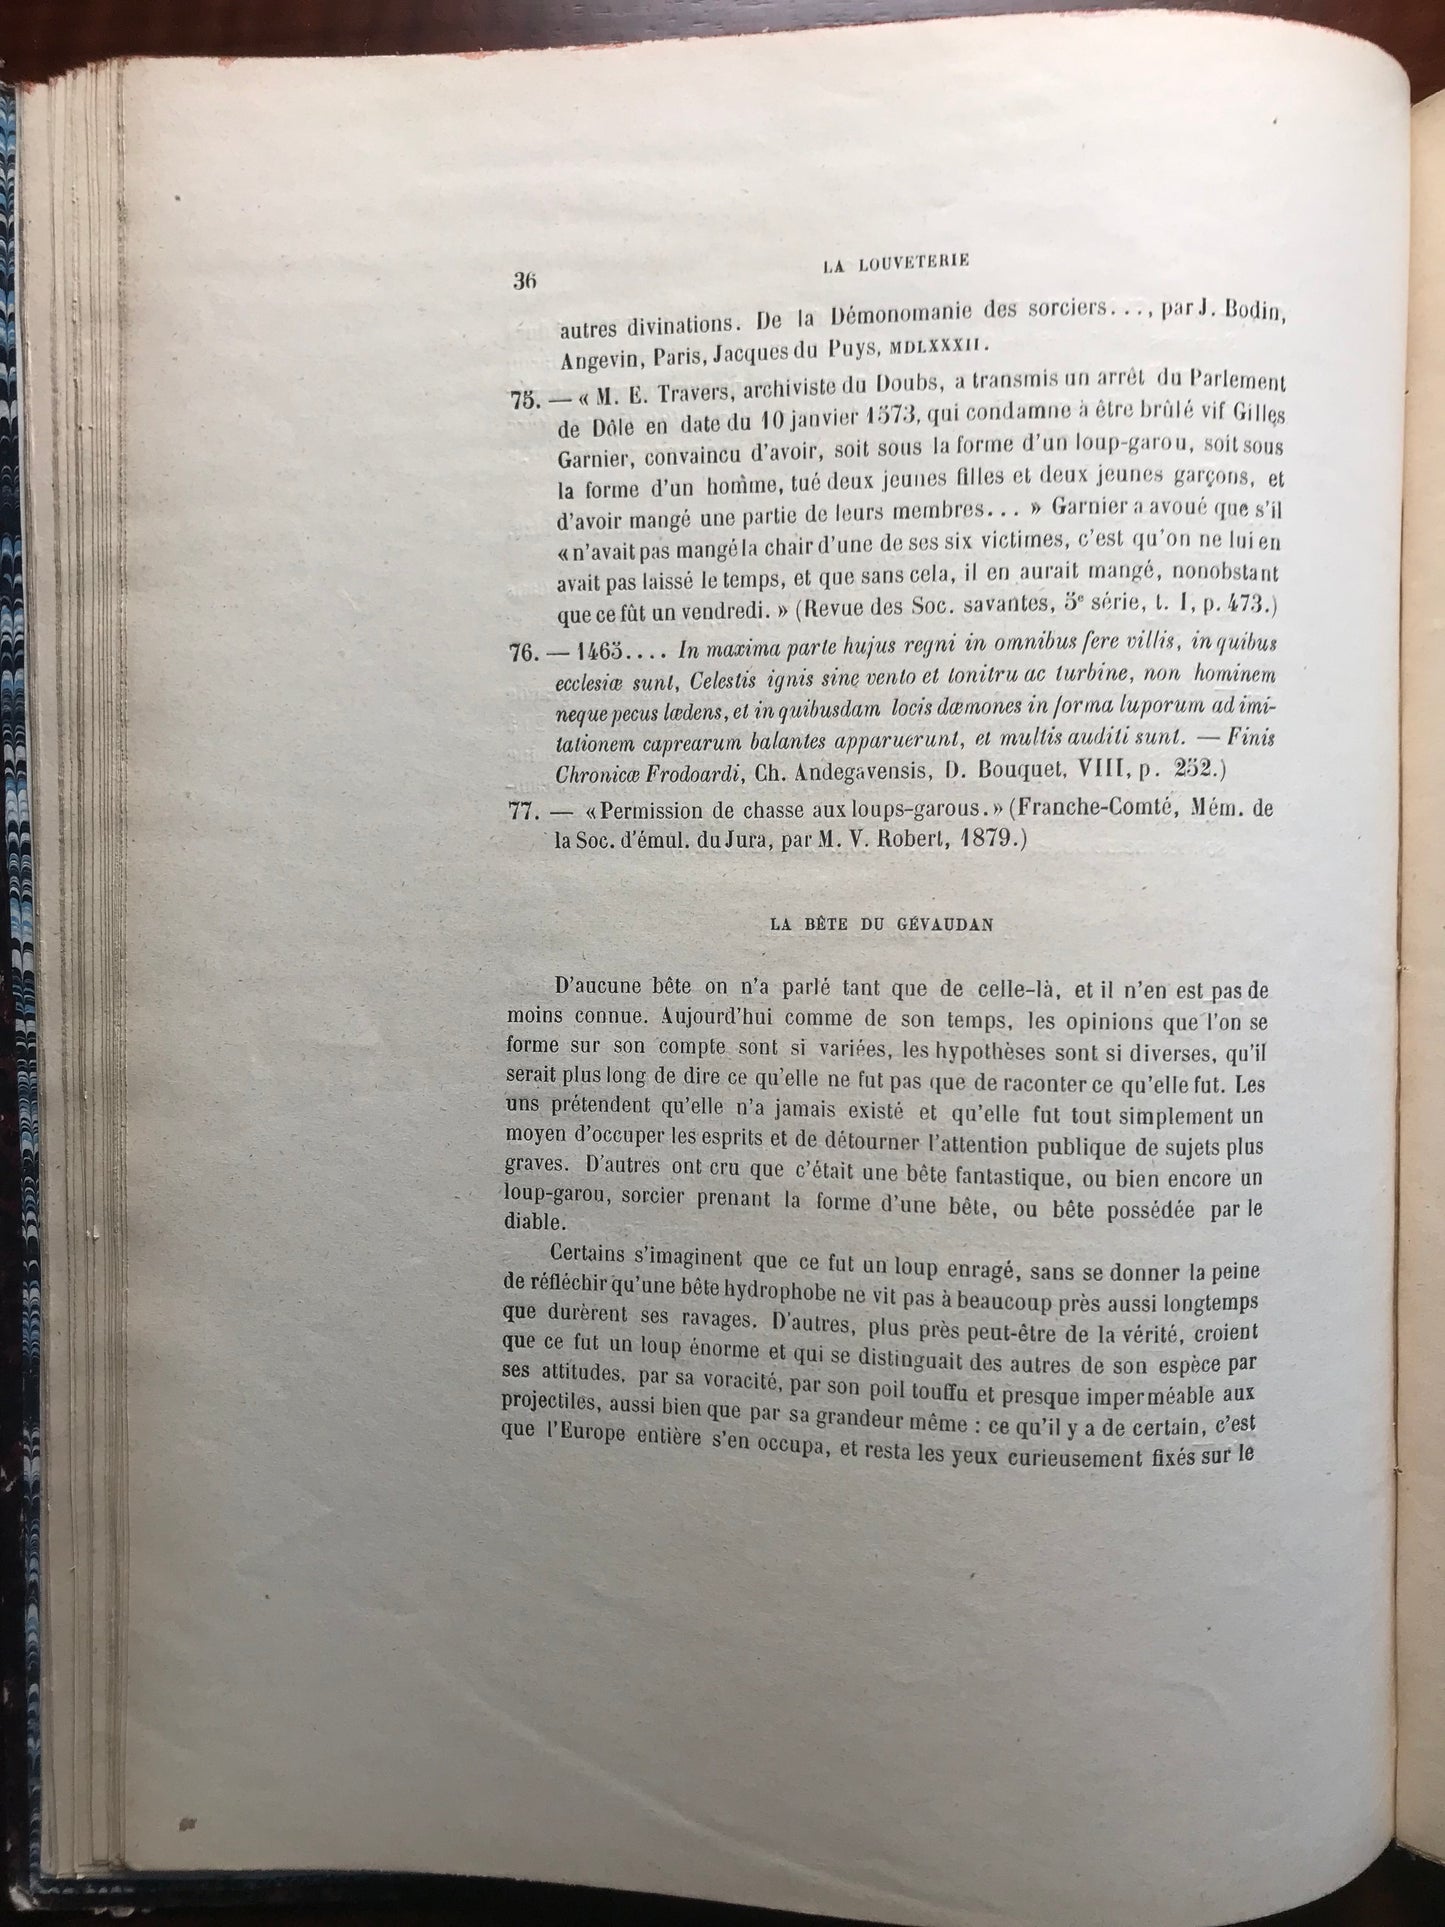 36
LA LOUVETERIE
autres divinations. De la Démonomanie des sorciers..., par J. Bodin,
Angevin, Paris, Jacques du Puys, MDLXXXII.
75. — « M. E. Travers, archiviste du Doubs, a transmis un arrêt du Parlement
de Dôle en date du 10 janvier 1573, qui condamne à être brûlé vif Gilles
Garnier, convaincu d'avoir, soit sous la forme d'un loup-garou, soit sous
la forme d'un homme, tué deux jeunes filles et deux jeunes garçons, et
d'avoir mangé une partie de leurs membres... » Garnier a avoué que s'il
« n'avait pas mangé la chair d'une de ses six victimes, c'est qu'on ne lui en
avait pas laissé le temps, et que sans cela, il en aurait mangé, nonobstant
que ce fût un vendredi. » (Revue des Soc. savantes, 5e série, t. I, p. 473.)
76. — 1463.... In maxima parte hujus regni in omnibus fere villis, in quibus
ecclesiæ sunt, Celestis ignis sine vento et tonitru ac turbine, non hominem
neque pecus lædens, et in quibusdam locis dæmones in forma luporum ad imi-
tationem caprearum balantes apparuerunt, et multis auditi sunt. — Finis
Chronicæ Frodoardi, Ch. Andegavensis, D. Bouquet, VIII, p. 252.)
77. — « Permission de chasse aux loups-garous. » (Franche-Comté, Mém. de
la Soc. d'émul. du Jura, par M. V. Robert, 1879.)
LA BÊTE DU GÉVAUDAN
D'aucune bête on n'a parlé tant que de celle-là, et il n'en est pas de
moins connue. Aujourd'hui comme de son temps, les opinions que l'on se
forme sur son compte sont si variées, les hypothèses sont si diverses, qu'il
serait plus long de dire ce qu'elle ne fut pas que de raconter ce qu'elle fut. Les
uns prétendent qu'elle n'a jamais existé et qu'elle fut tout simplement un
moyen d'occuper les esprits et de détourner l'attention publique de sujets plus
graves. D'autres ont cru que c'était une bête fantastique, ou bien encore un
loup-garou, sorcier prenant la forme d'une bête, ou bête possédée par le
diable.
Certains s'imaginent que ce fut un loup enragé, sans se donner la peine
de réfléchir qu'une bête hydrophobe ne vit pas à beaucoup près aussi longtemps
que durèrent ses ravages. D'autres, plus près peut-être de la vérité, croient
que ce fut un loup énorme et qui se distinguait des autres de son espèce par
ses attitudes, par sa voracité, par son poil touffu et presque imperméable aux
projectiles, aussi bien que par sa grandeur même : ce qu'il y a de certain, c'est
que l'Europe entière s'en occupa, et resta les yeux curieusement fixés sur le